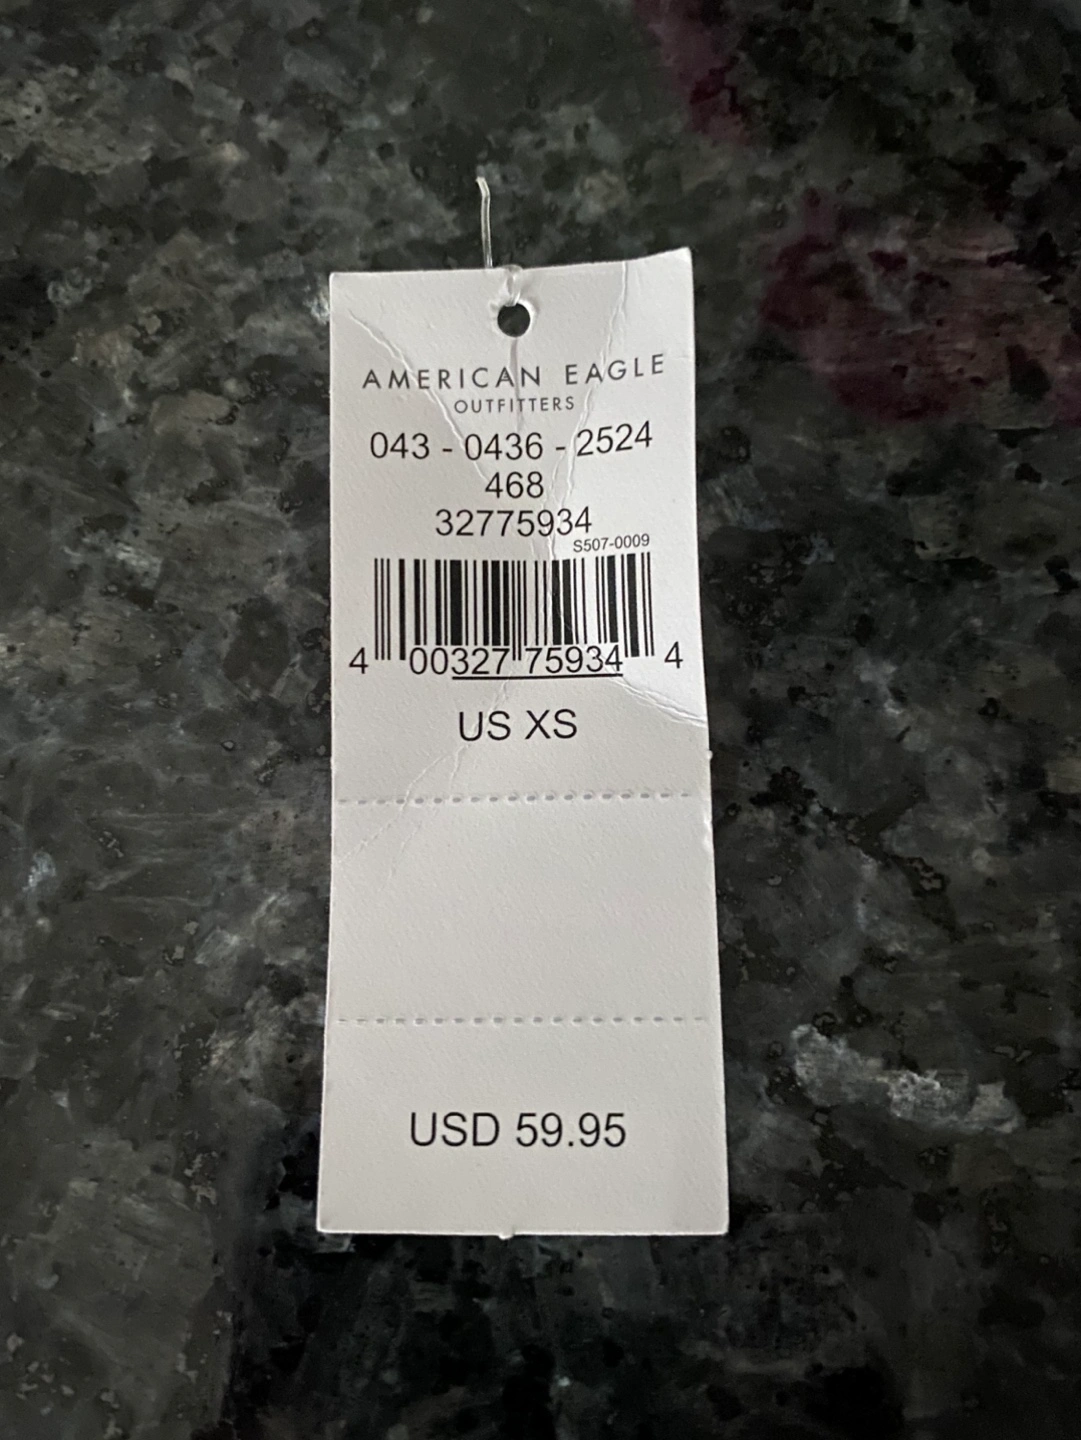 AMERICAN EAGLE
OUTFITTERS
043 - 0436 - 2524
468
32775934
S507-0009
4 00327 75934 4
US XS
USD 59.95